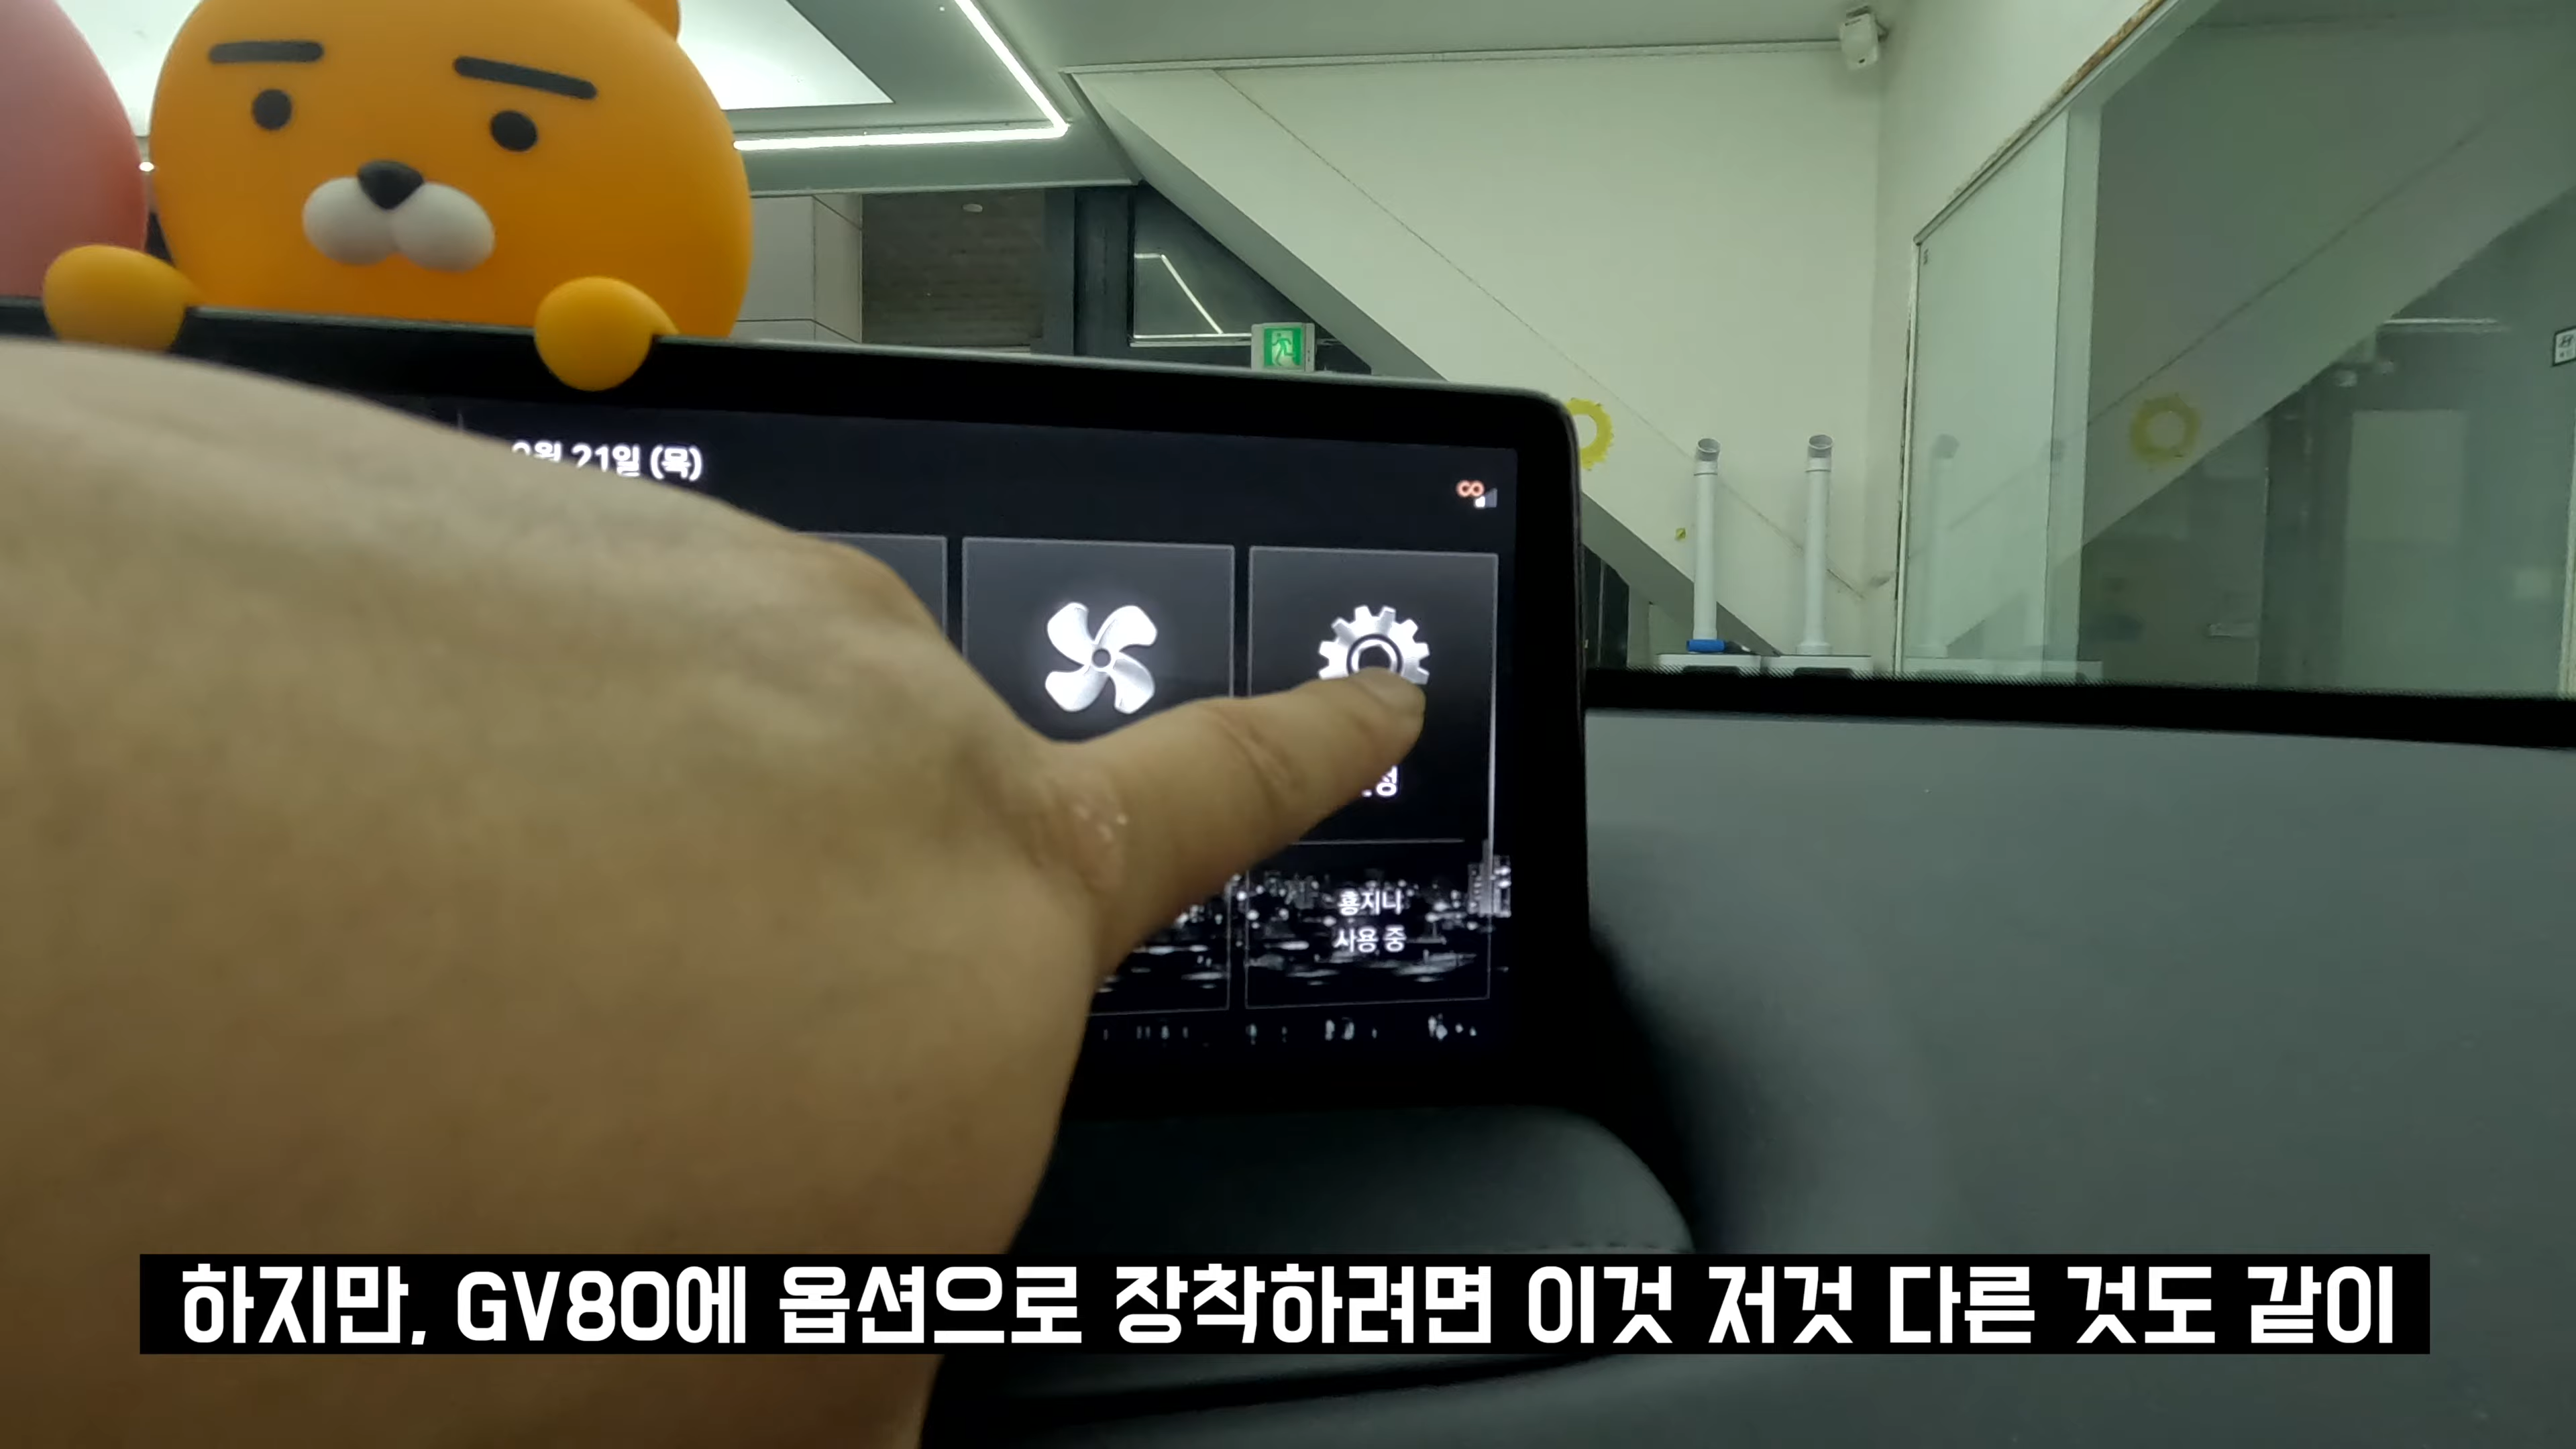 21일 (목)
홍지나
사용 중
하지만, GV80에 옵션으로 장착하려면 이것 저것 다른 것도 같이